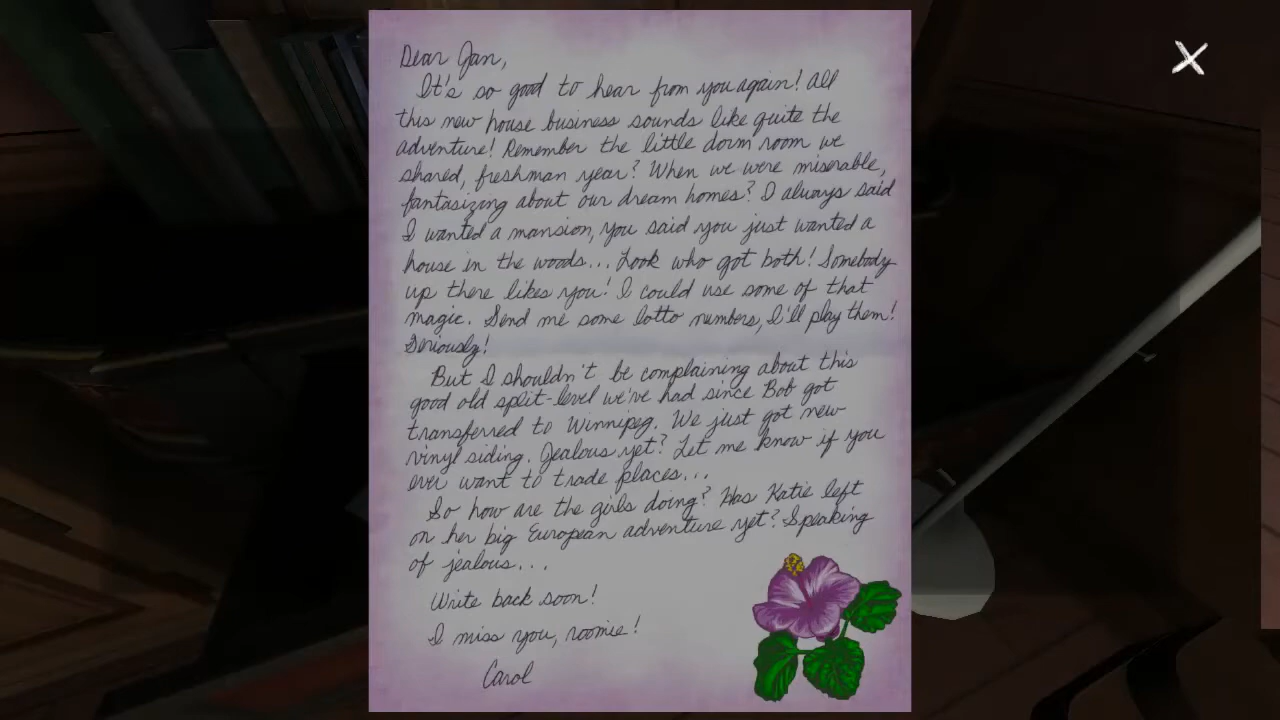 Dear Jan,
It's so good to hear from you again! All
this new house business sounds like quite the
adventure! Remember the little dorm room we
shared, freshman year? When we were miserable,
fantasizing about our dream homes? I always said
I wanted a mansion, you said you just wanted a
house in the woods... Look who got both! Somebody
up there likes you! I could use some of that
magic. Send me some lotto numbers, I'll play them!
Seriously!
But I shouldn't be complaining about this
good old split-level we've had since Bob got
transferred to Winnipeg. We just got new
vinyl siding. Jealous yet? Let me know if you
ever want to trade places...
So how are the girls doing? Has Katie left
on her big European adventure yet? Speaking
of jealous...
Write back soon!
I miss you, roomie!
Carol